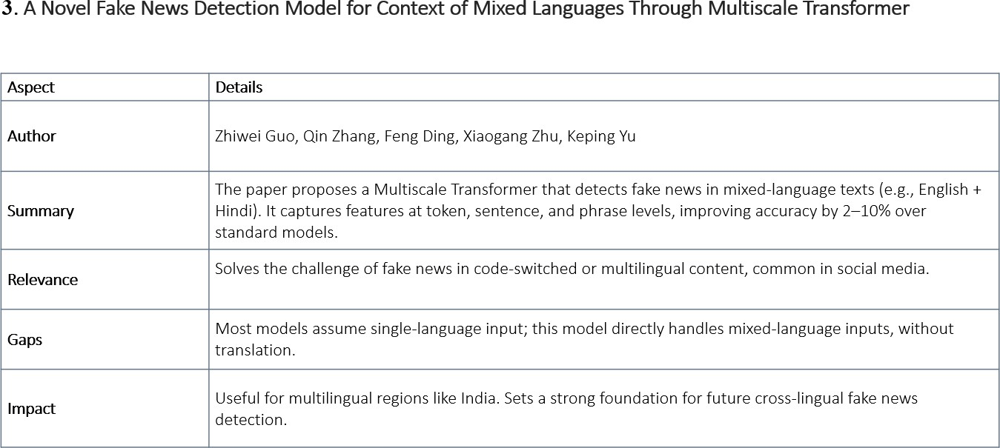 3. A Novel Fake News Detection Model for Context of Mixed Languages Through Multiscale Transformer
Aspect
Details
Author
Zhiwei Guo, Qin Zhang, Feng Ding, Xiaogang Zhu, Keping Yu
Summary
The paper proposes a Multiscale Transformer that detects fake news in mixed-language texts (e.g., English +
Hindi). It captures features at token, sentence, and phrase levels, improving accuracy by 2–10% over
standard models.
Relevance
Solves the challenge of fake news in code-switched or multilingual content, common in social media.
Gaps
Most models assume single-language input; this model directly handles mixed-language inputs, without
translation.
Impact
Useful for multilingual regions like India. Sets a strong foundation for future cross-lingual fake news
detection.